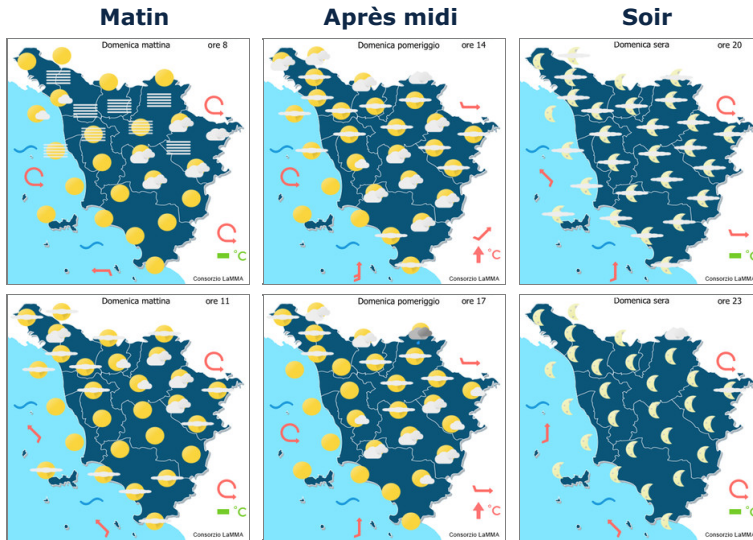 Matin Après midi Soir
Domenica mattina ore 8
°C
Consorzio LaMMA
Domenica pomeriggio ore 14
°C
Consorzio LaMMA
Domenica sera ore 20
°C
Consorzio LaMMA
Domenica mattina ore 11
°C
Consorzio LaMMA
Domenica pomeriggio ore 17
°C
Consorzio LaMMA
Domenica sera ore 23
°C
Consorzio LaMMA